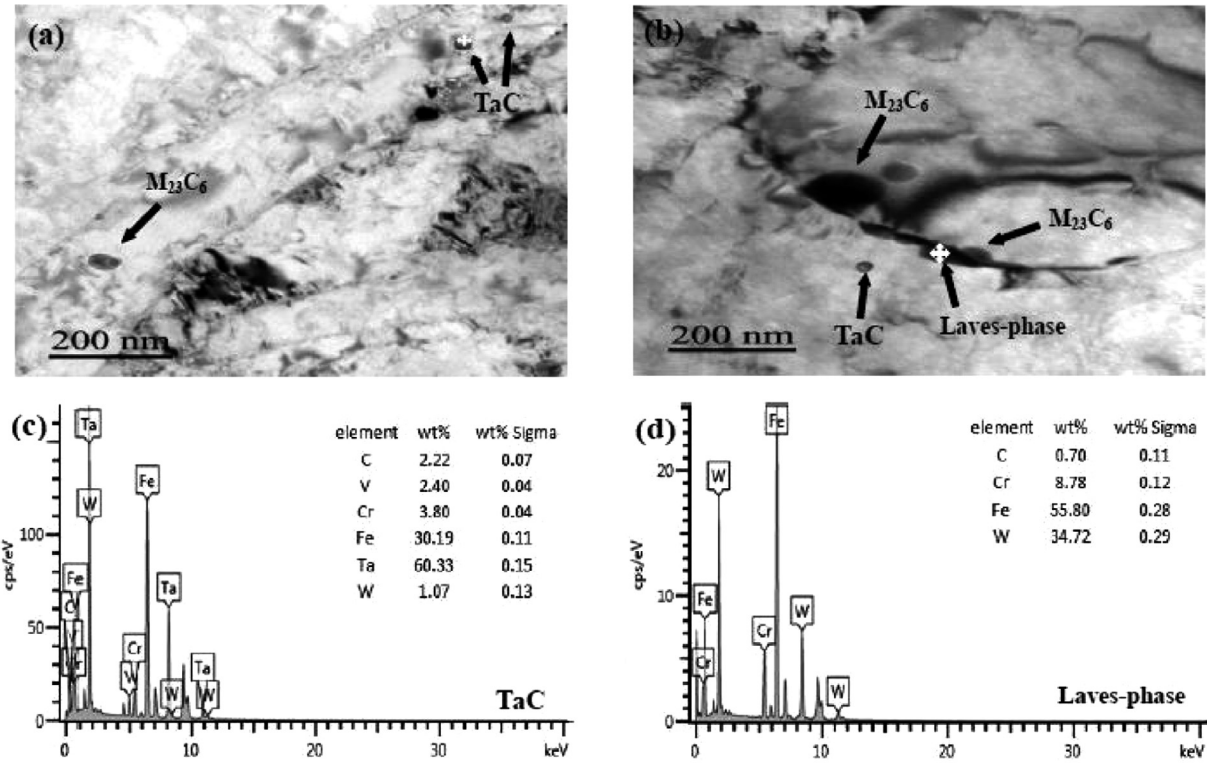 (a)
TaC
M23C6
200 nm
(b)
M23C6
M23C6
TaC
Laves-phase
200 nm
(c)
Ta
W
Fe
Fe
Ta
C
Cr
V
W
Ta
W
element wt% wt% Sigma
C 2.22 0.07
V 2.40 0.04
Cr 3.80 0.04
Fe 30.19 0.11
Ta 60.33 0.15
W 1.07 0.13
cps/eV
100
50
0
0 10 20 30 keV
TaC
(d)
Fe
W
Fe
Cr
Cr
W
W
element wt% wt% Sigma
C 0.70 0.11
Cr 8.78 0.12
Fe 55.80 0.28
W 34.72 0.29
cps/eV
20
10
0
0 10 20 30 keV
Laves-phase